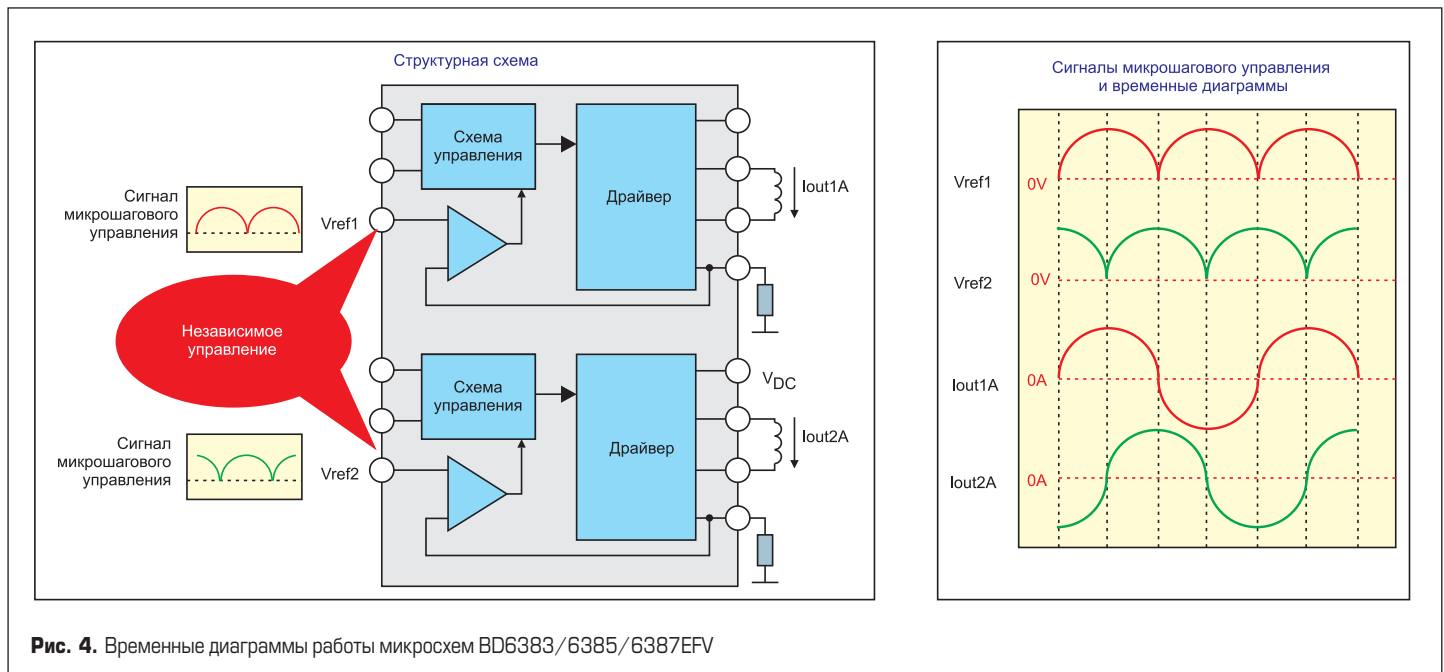 Структурная схема
Схема
управления
Драйвер
Iout1A
Сигнал
микрошагового
управления
Vref1
Независимое
управление
Схема
управления
Драйвер
VDC
Iout2A
Сигнал
микрошагового
управления
Vref2
Сигналы микрошагового управления
и временные диаграммы
Vref1
0V
Vref2
0V
Iout1A
0A
Iout2A
0A
Рис. 4. Временные диаграммы работы микросхем BD6383/6385/6387EFV